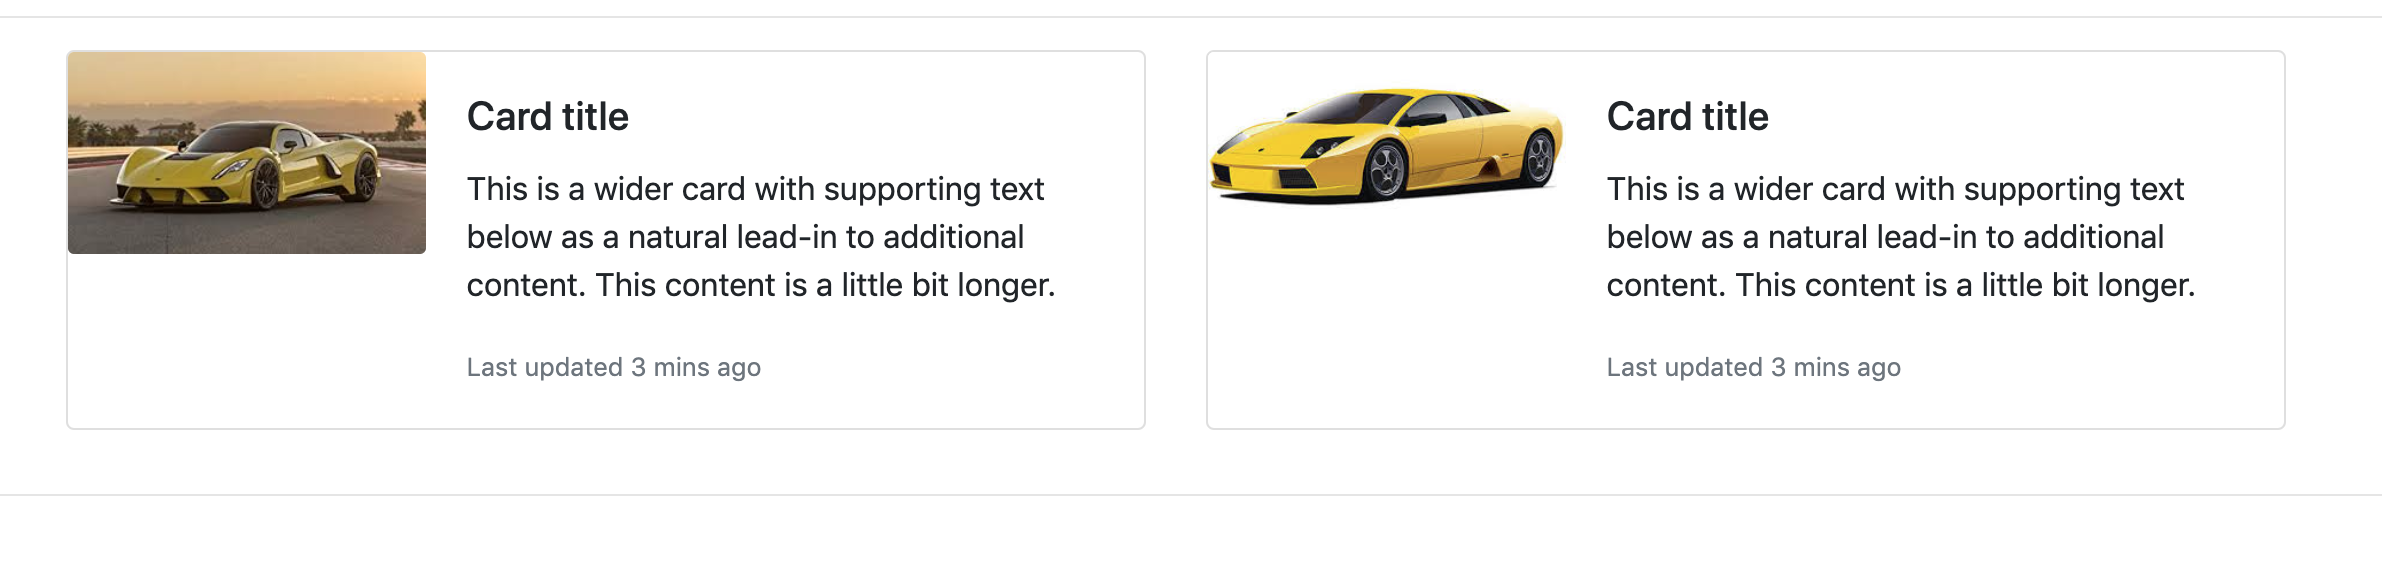 Card title
This is a wider card with supporting text
below as a natural lead-in to additional
content. This content is a little bit longer.
Last updated 3 mins ago
Card title
This is a wider card with supporting text
below as a natural lead-in to additional
content. This content is a little bit longer.
Last updated 3 mins ago